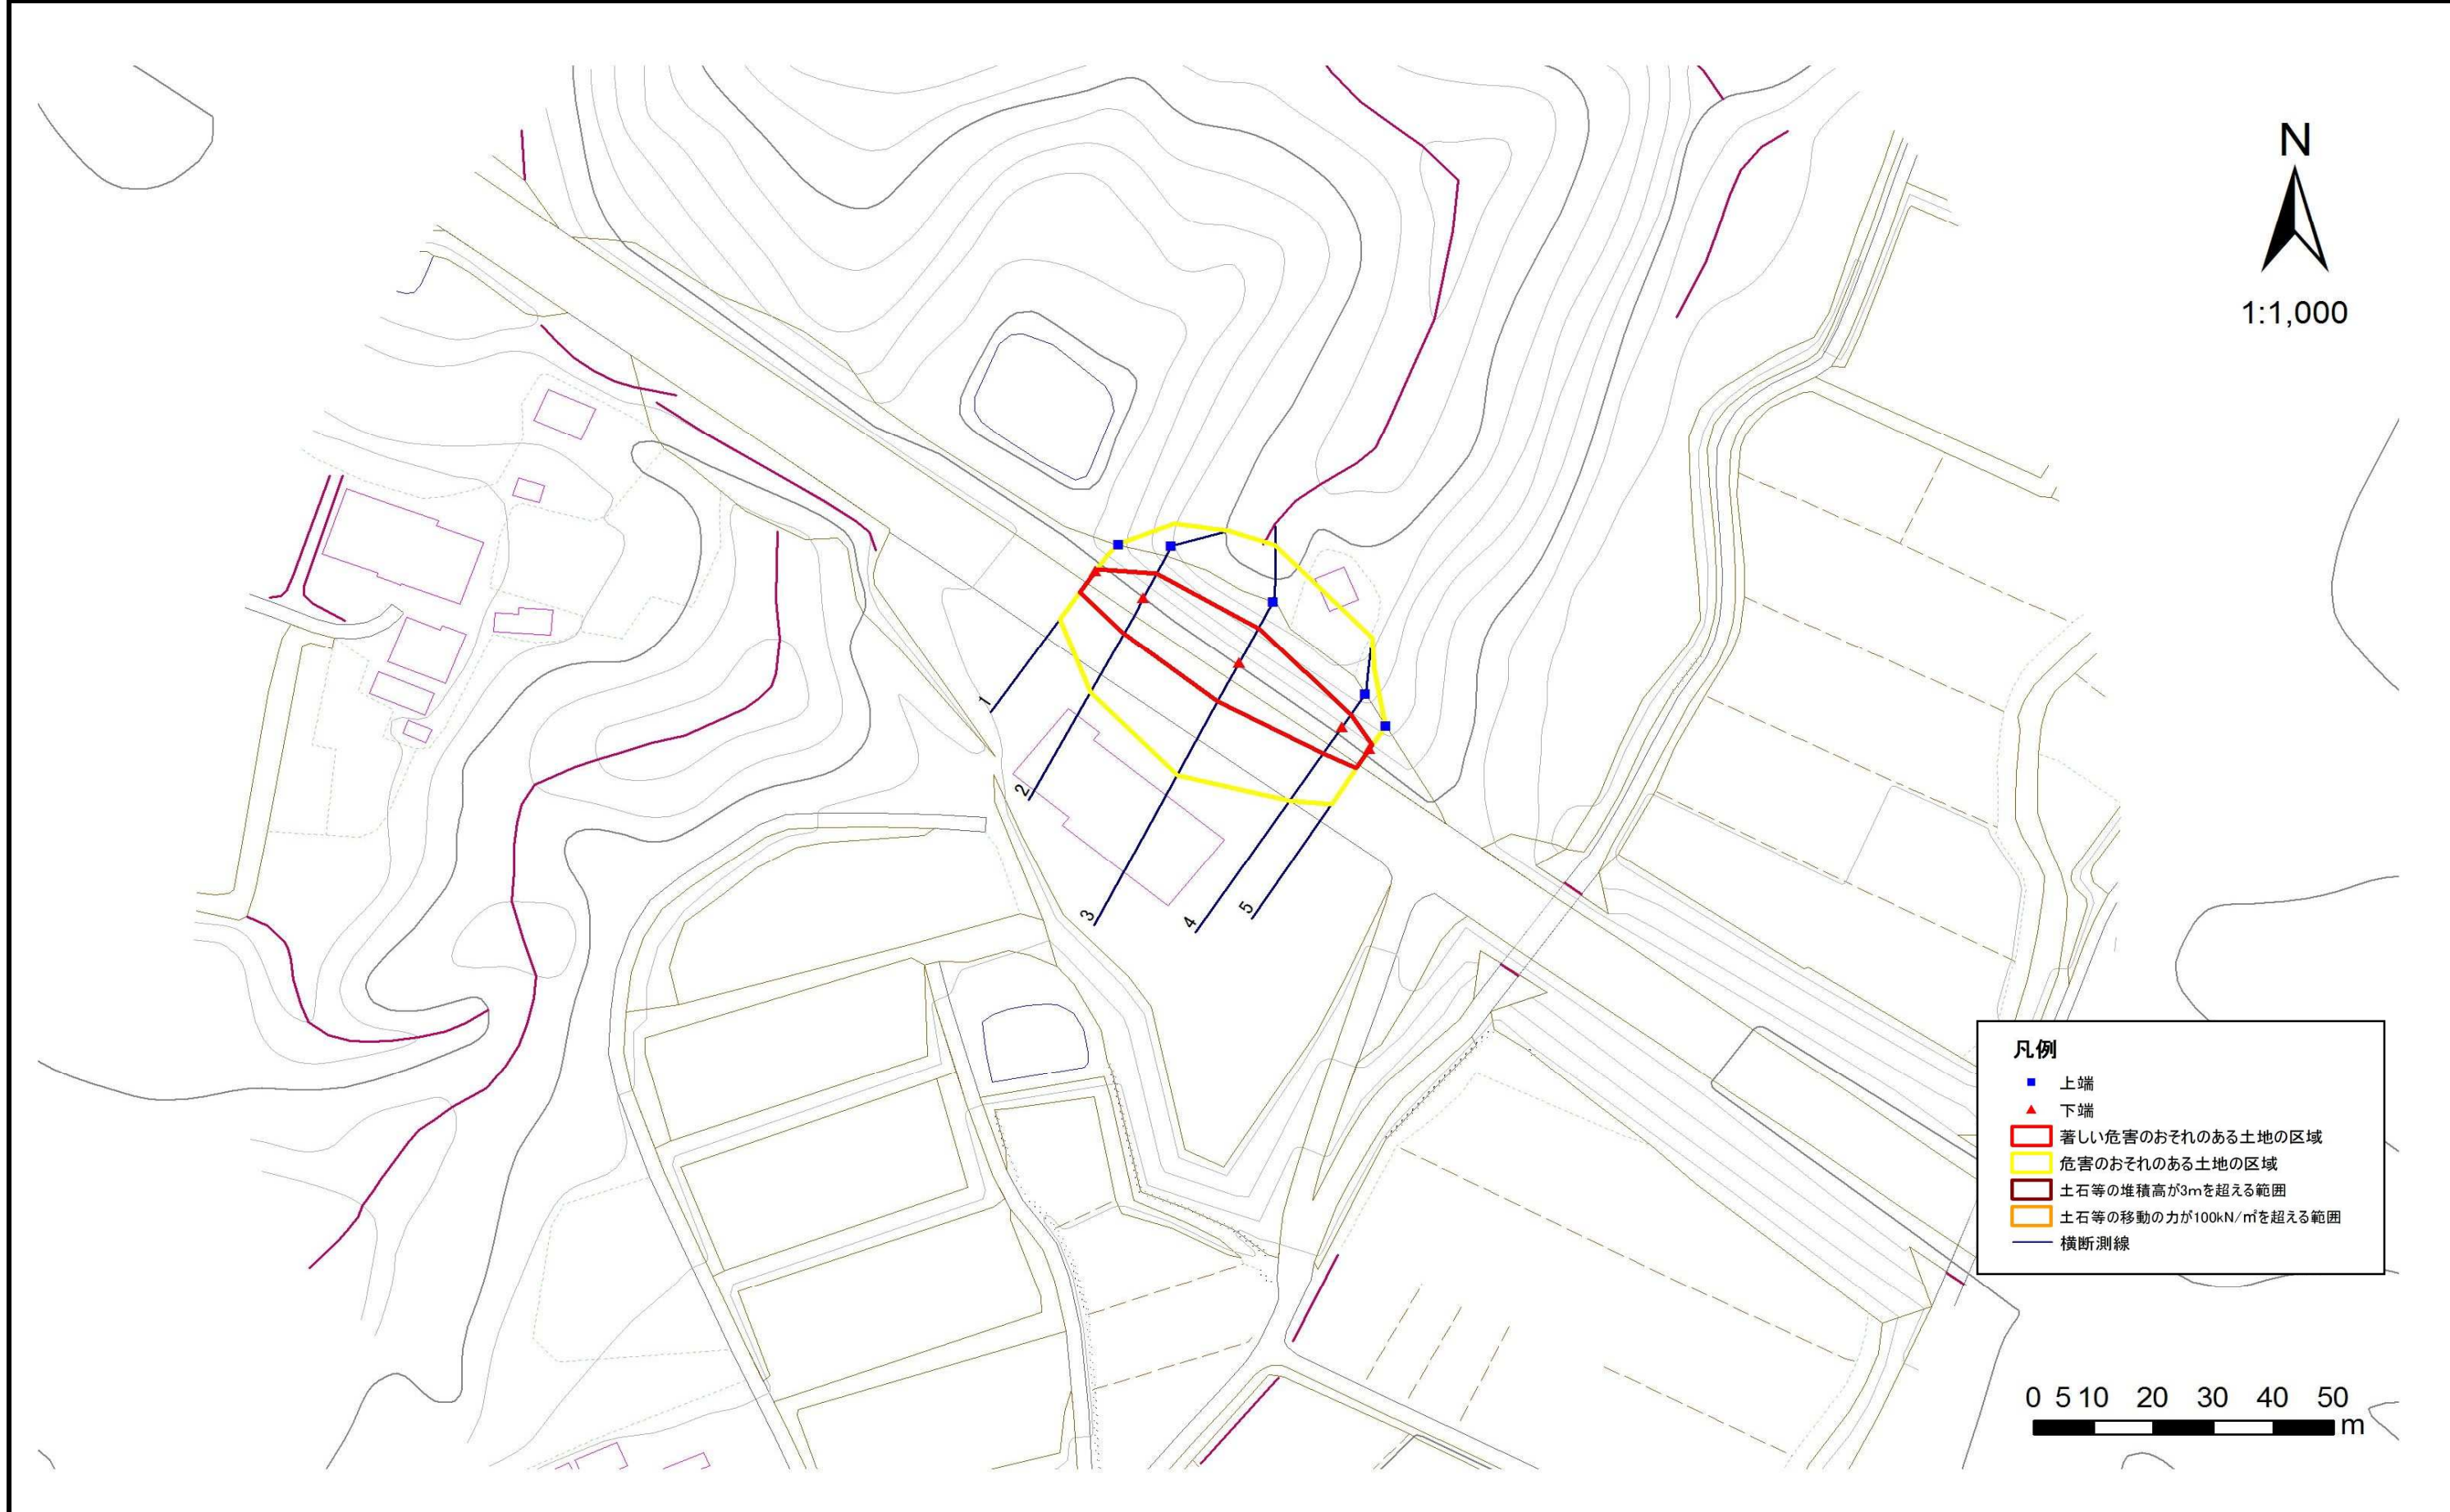 N
1:1,000
1
2
3
4
5
凡例
上端
下端
著しい危害のおそれのある土地の区域
危害のおそれのある土地の区域
土石等の堆積高が3mを超える範囲
土石等の移動の力が100kN/㎡を超える範囲
横断測線
0 5 10 20 30 40 50
m